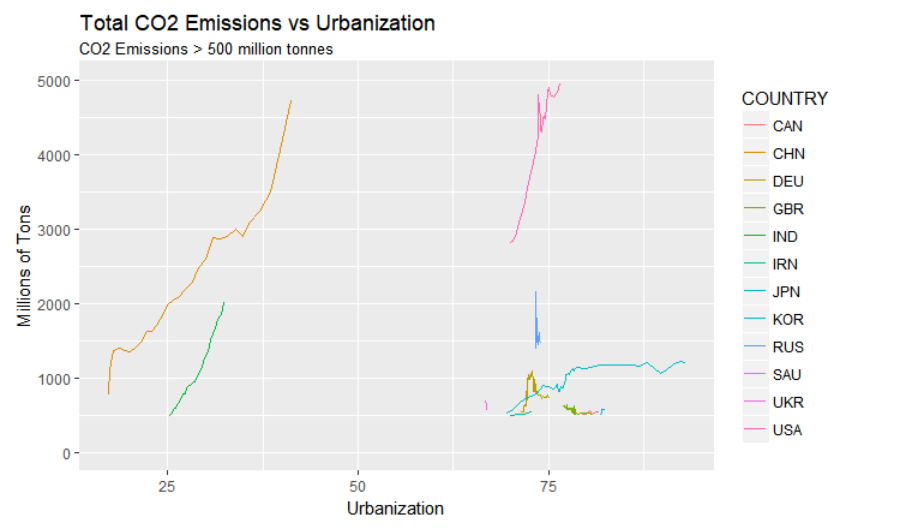 Total CO2 Emissions vs Urbanization
CO2 Emissions > 500 million tonnes
5000
4000
3000
2000
1000
0
Millions of Tons
25 50 75
Urbanization
COUNTRY
CAN
CHN
DEU
GBR
IND
IRN
JPN
KOR
RUS
SAU
UKR
USA